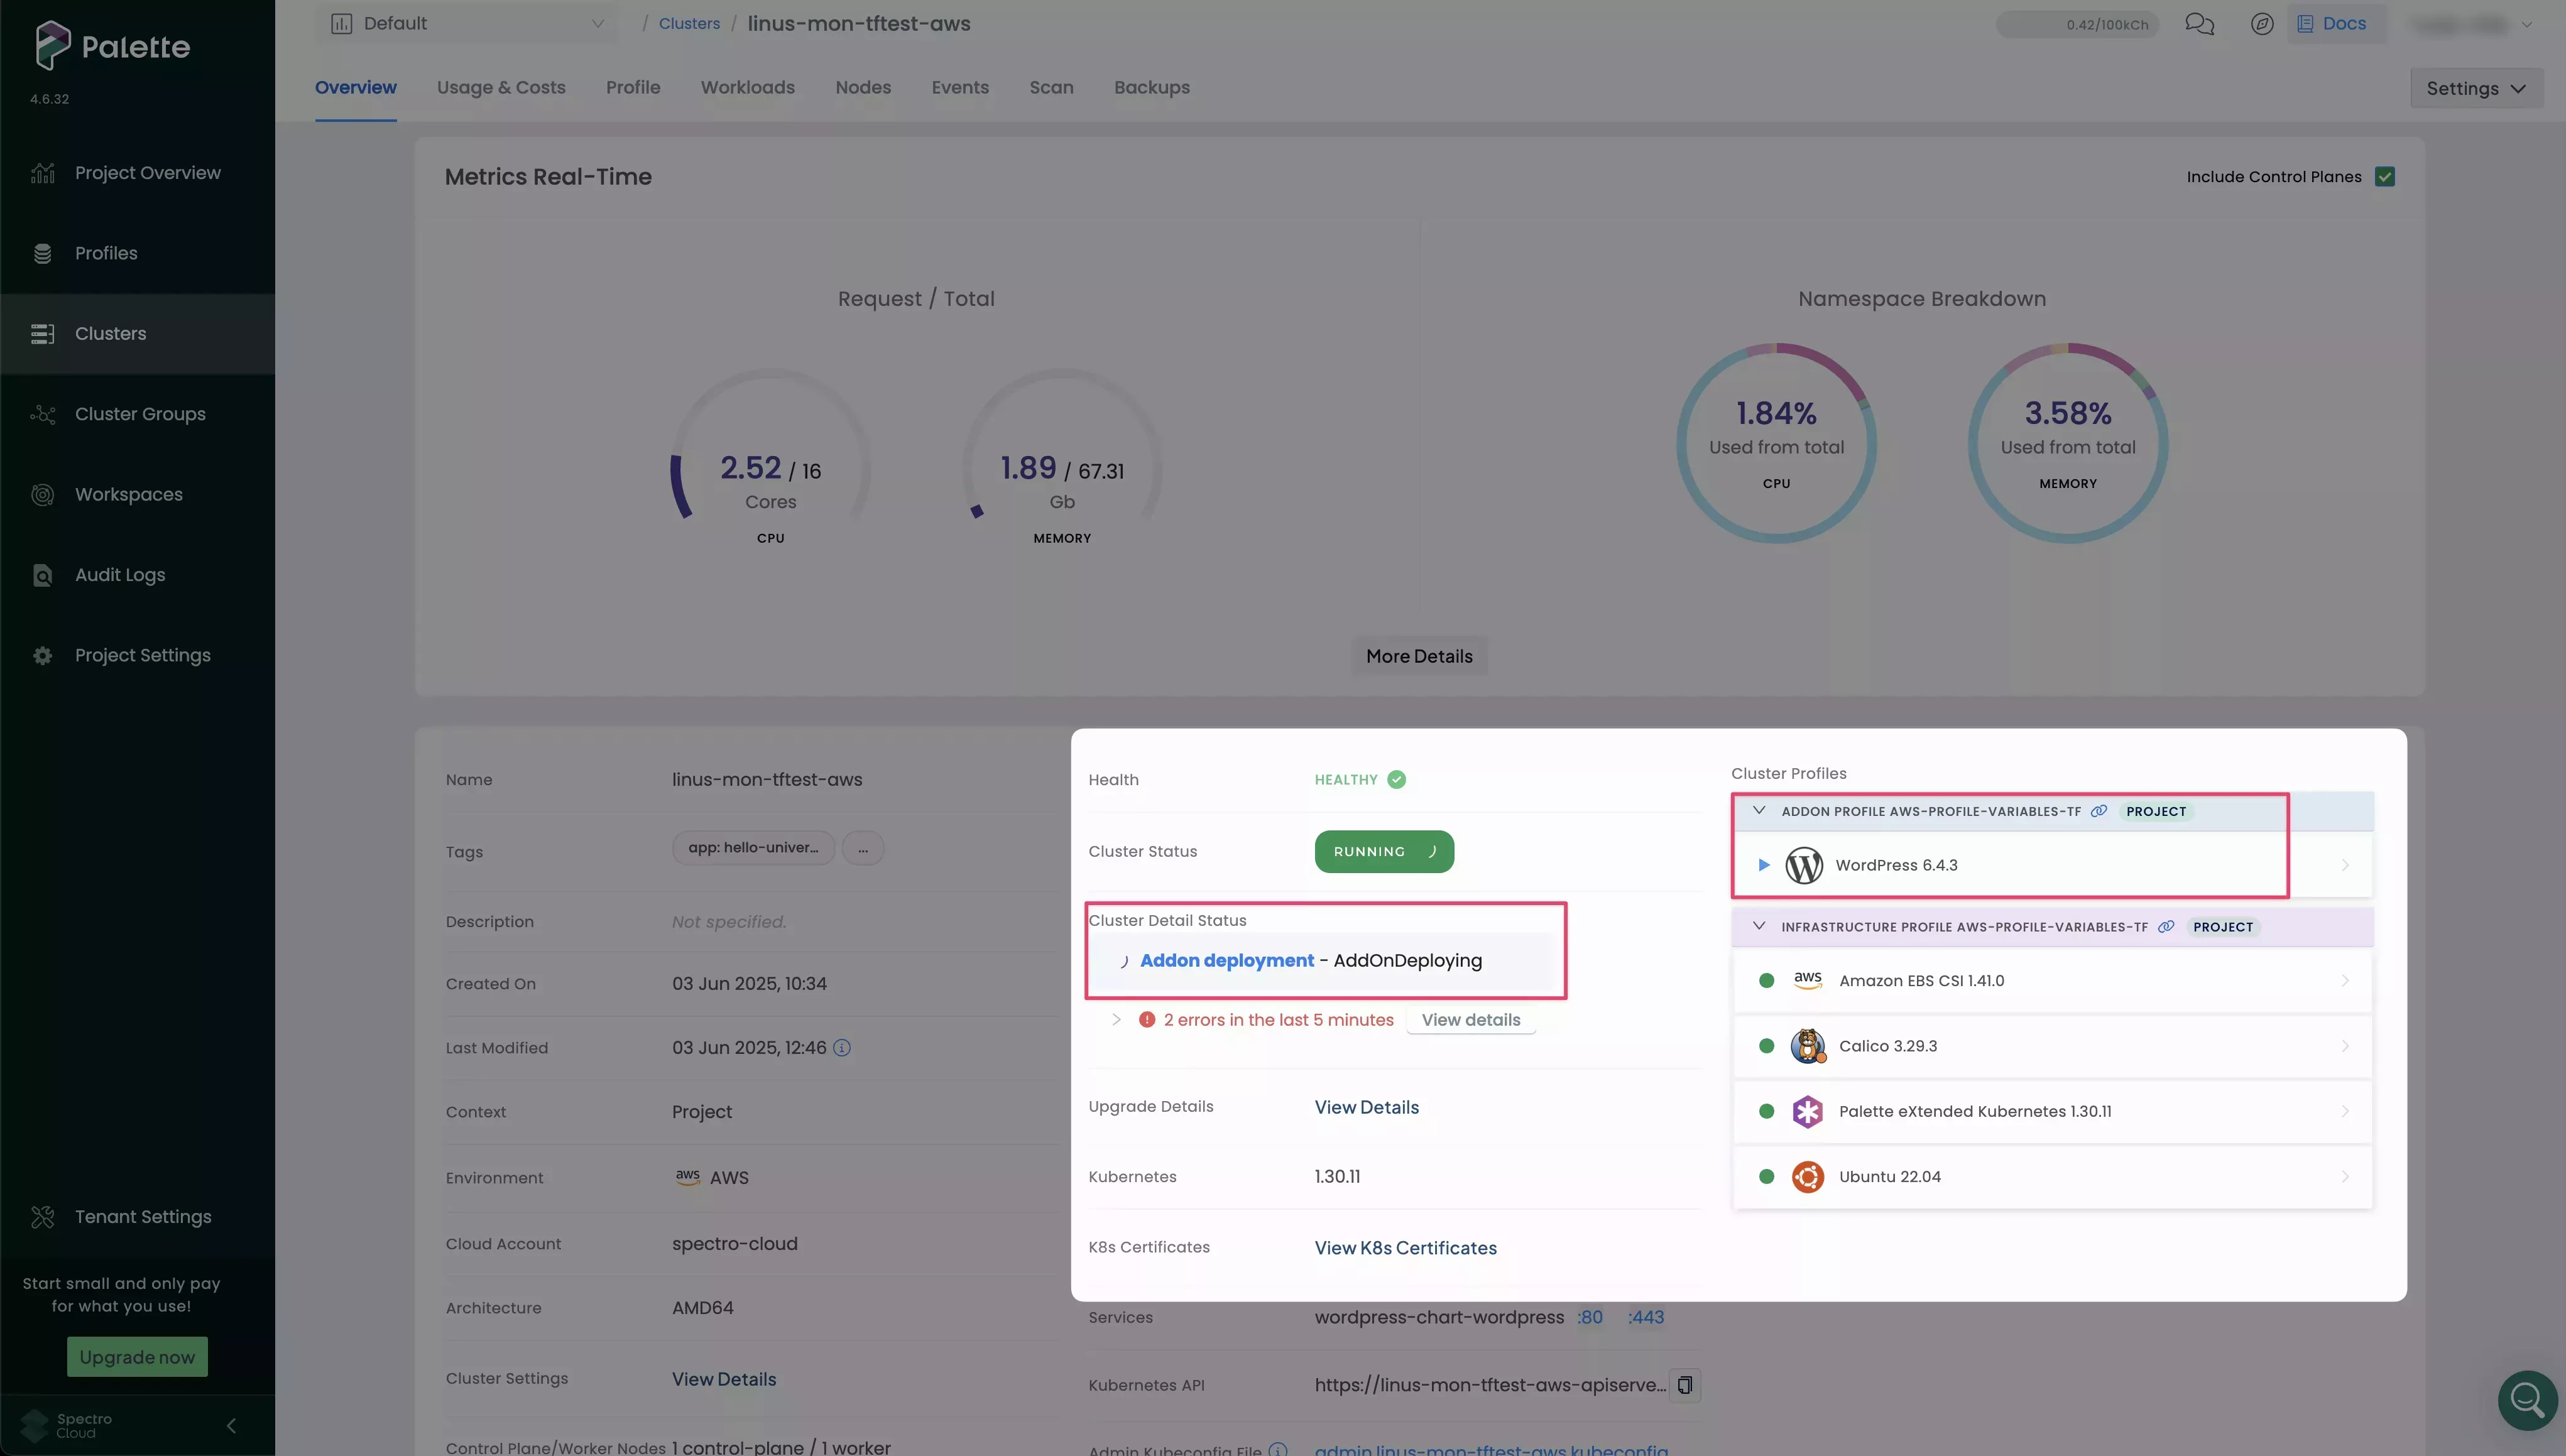 Palette
4.6.32
Project Overview
Profiles
Clusters
Cluster Groups
Workspaces
Audit Logs
Project Settings
Tenant Settings
Start small and only pay
for what you use!
Upgrade now
Spectro
Cloud
Default
/ Clusters / linus-mon-tftest-aws
0.42/100kCh
Docs
Overview
Usage & Costs
Profile
Workloads
Nodes
Events
Scan
Backups
Settings
Metrics Real-Time
Include Control Planes
Request / Total
2.52 / 16
Cores
CPU
1.89 / 67.31
Gb
MEMORY
Namespace Breakdown
1.84%
Used from total
CPU
3.58%
Used from total
MEMORY
More Details
Name
linus-mon-tftest-aws
Tags
app: hello-univer...
...
Description
Not specified.
Created On
03 Jun 2025, 10:34
Last Modified
03 Jun 2025, 12:46
Context
Project
Environment
aws AWS
Cloud Account
spectro-cloud
Architecture
AMD64
Cluster Settings
View Details
Control Plane/Worker Nodes
1 control-plane / 1 worker
Health
HEALTHY
Cluster Status
RUNNING
Cluster Detail Status
Addon deployment - AddOnDeploying
2 errors in the last 5 minutes
View details
Upgrade Details
View Details
Kubernetes
1.30.11
K8s Certificates
View K8s Certificates
Services
wordpress-chart-wordpress :80 :443
Kubernetes API
https://linus-mon-tftest-aws-apiserve...
Admin Kubeconfig File
admin.linus-mon-tftest-aws.kubeconfig
Cluster Profiles
ADDON PROFILE AWS-PROFILE-VARIABLES-TF
PROJECT
WordPress 6.4.3
INFRASTRUCTURE PROFILE AWS-PROFILE-VARIABLES-TF
PROJECT
aws
Amazon EBS CSI 1.41.0
Calico 3.29.3
Palette eXtended Kubernetes 1.30.11
Ubuntu 22.04